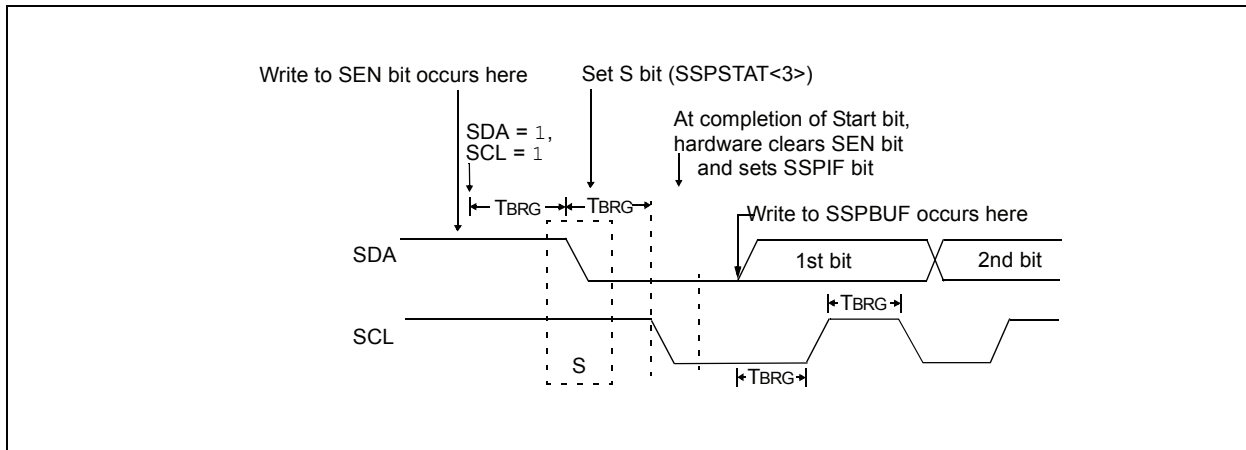 Write to SEN bit occurs here
Set S bit (SSPSTAT<3>)
At completion of Start bit,
hardware clears SEN bit
and sets SSPIF bit
SDA = 1,
SCL = 1
TBRG
TBRG
Write to SSPBUF occurs here
SDA
1st bit
2nd bit
TBRG
SCL
S
TBRG